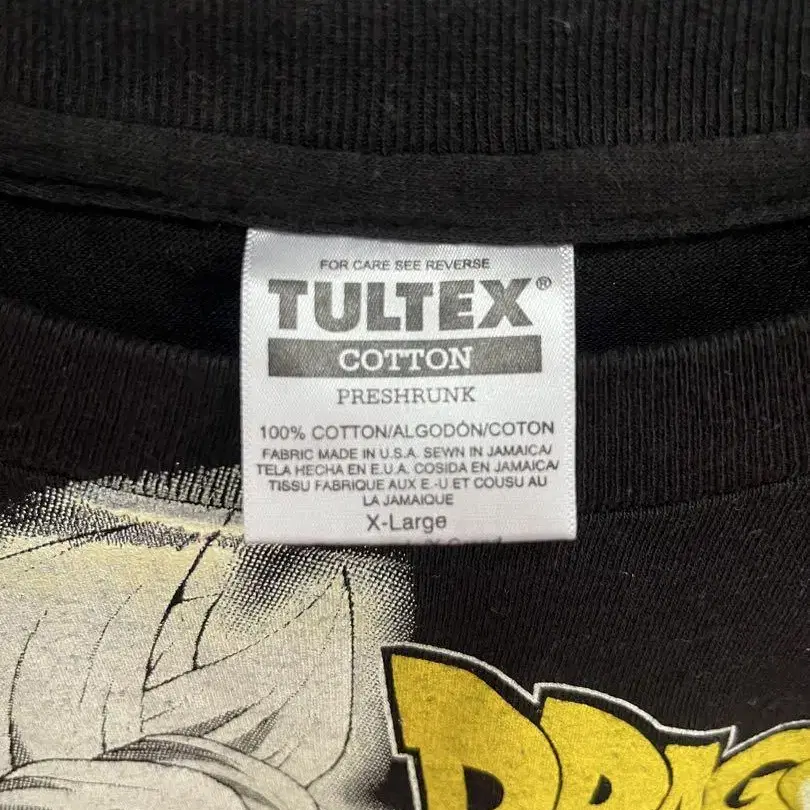 FOR CARE SEE REVERSE
TULTEX®
COTTON
PRESHRUNK
100% COTTON/ALGODÓN/COTON
FABRIC MADE IN U.S.A. SEWN IN JAMAICA/
TELA HECHA EN E.U.A. COSIDA EN JAMAICA/
TISSU FABRIQUE AUX E.-U ET COUSU AU
LA JAMAIQUE
X-Large